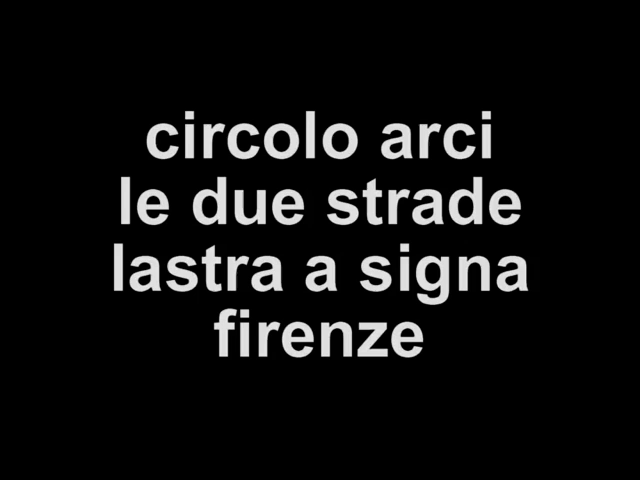 circolo arci
le due strade
lastra a signa
firenze